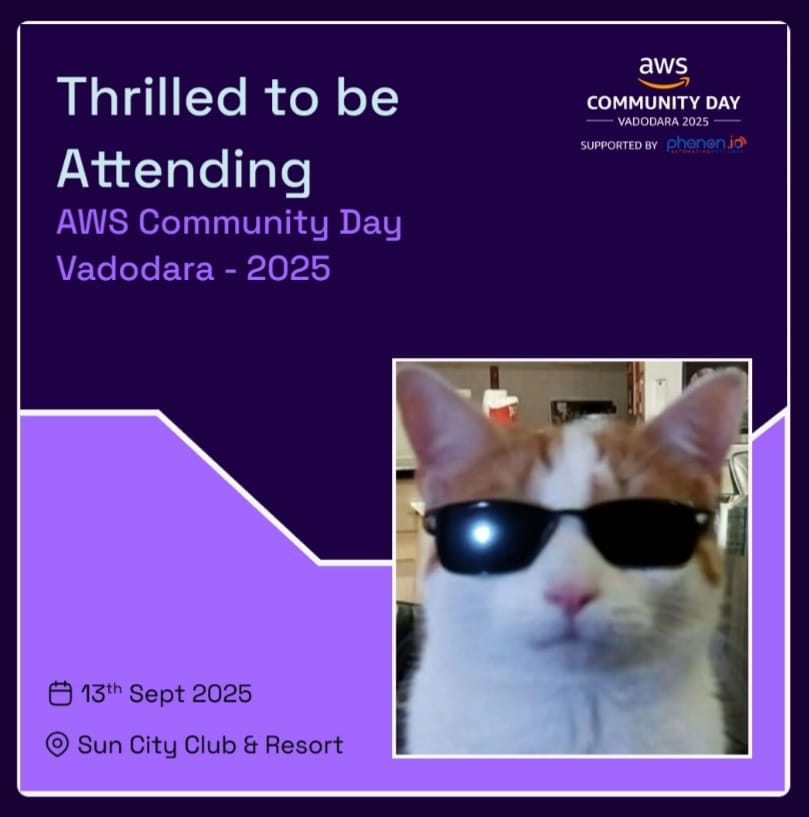 Thrilled to be
Attending
AWS Community Day
Vadodara - 2025
aws
COMMUNITY DAY
VADODARA 2025
SUPPORTED BY phonon.io
13th Sept 2025
Sun City Club & Resort